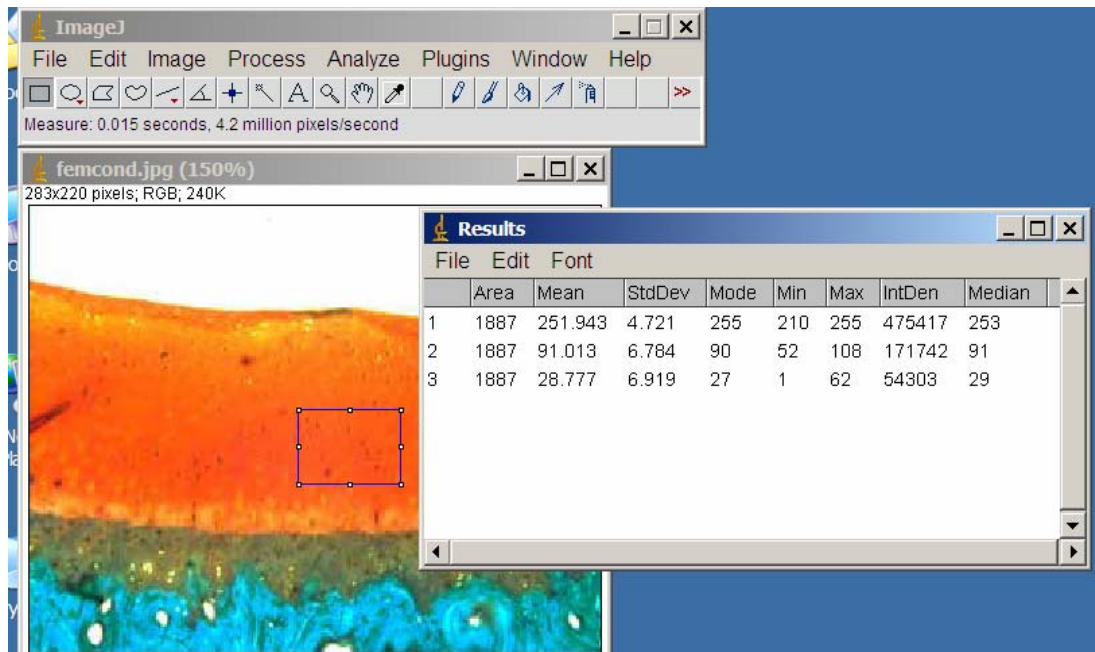 ImageJ
File Edit Image Process Analyze Plugins Window Help
A >>
Measure: 0.015 seconds, 4.2 million pixels/second
femcond.jpg (150%)
283x220 pixels; RGB; 240K
Results
File Edit Font
Area Mean StdDev Mode Min Max IntDen Median
1 1887 251.943 4.721 255 210 255 475417 253
2 1887 91.013 6.784 90 52 108 171742 91
3 1887 28.777 6.919 27 1 62 54303 29